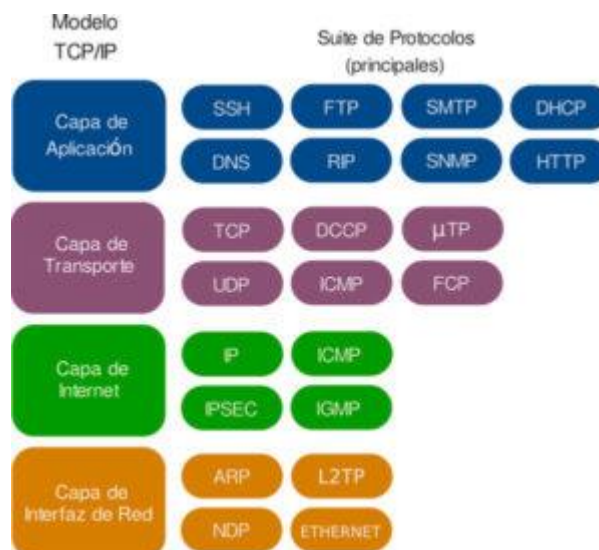 Modelo
TCP/IP
Suite de Protocolos
(principales)
Capa de
Aplicación
SSH FTP SMTP DHCP
DNS RIP SNMP HTTP
Capa de
Transporte
TCP DCCP µTP
UDP ICMP FCP
Capa de
Internet
IP ICMP
IPSEC IGMP
Capa de
Interfaz de Red
ARP L2TP
NDP ETHERNET